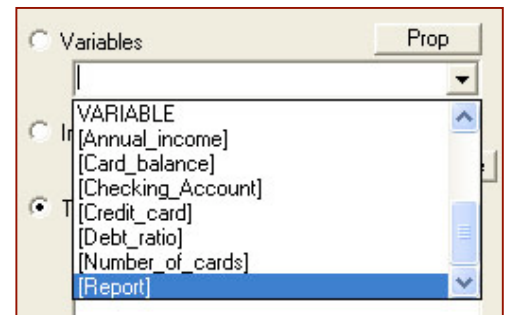 Variables Prop
VARIABLE
[Annual_income]
[Card_balance]
[Checking_Account]
[Credit_card]
[Debt_ratio]
[Number_of_cards]
[Report]